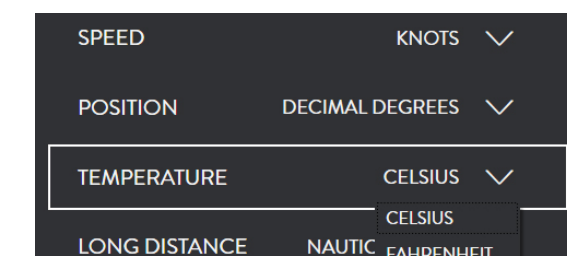 SPEED KNOTS
POSITION DECIMAL DEGREES
TEMPERATURE CELSIUS
CELSIUS
LONG DISTANCE NAUTIC
FAHRENHEIT